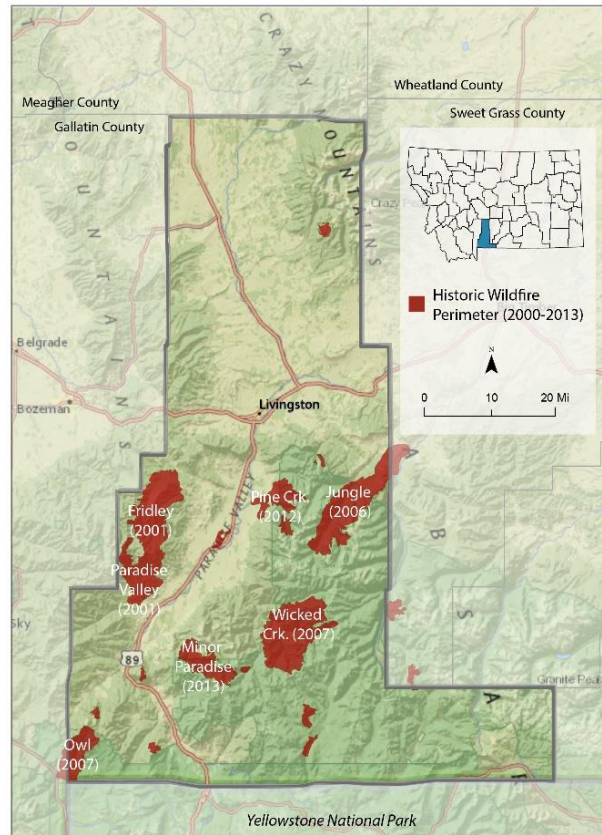 CRAZY MOUNTAINS
Wheatland County
Meagher County
Sweet Grass County
Gallatin County
Historic Wildfire
Perimeter (2000-2013)
N
0 10 20 Mi
Belgrade
Bozeman
Livingston
Fridley
(2001)
Pine Crk.
(2012)
Jungle
(2006)
PARADISE VALLEY
Paradise
Valley
(2001)
Wicked
Crk. (2007)
Sky
89
Minor
Paradise
(2013)
Granite Pea
Owl
(2007)
Yellowstone National Park